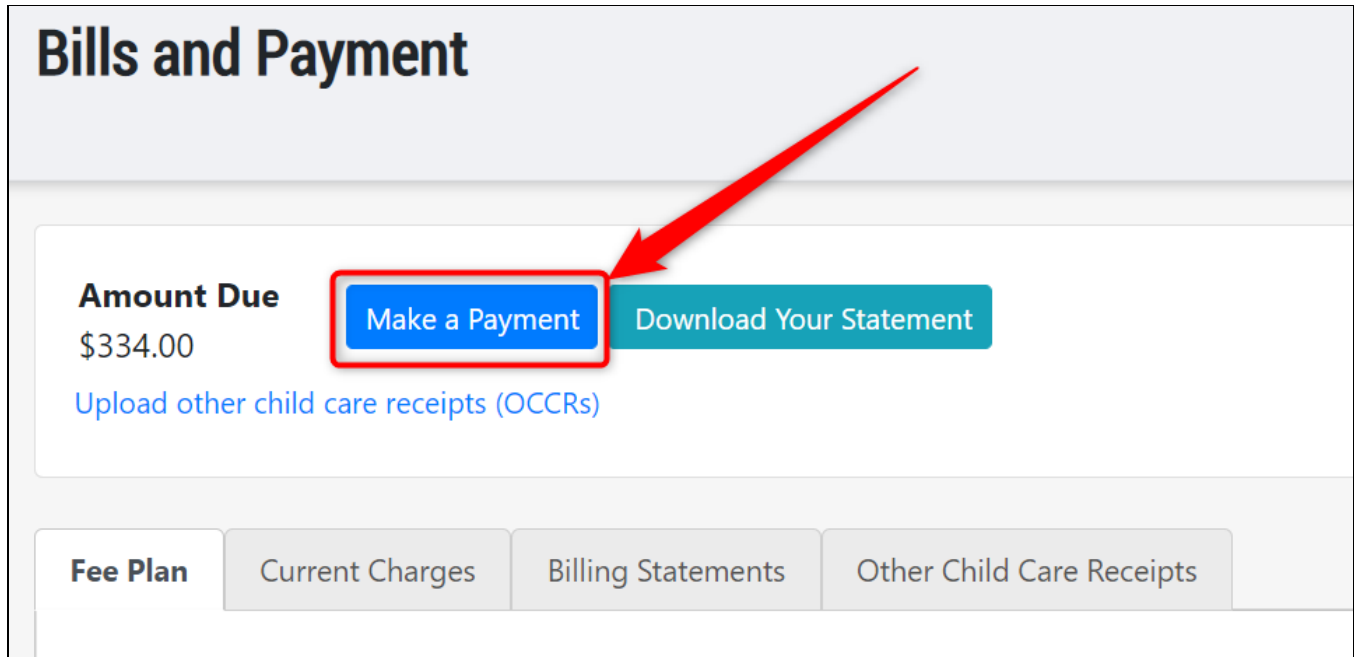 Bills and Payment
Amount Due
$334.00
Make a Payment
Download Your Statement
Upload other child care receipts (OCCRs)
Fee Plan
Current Charges
Billing Statements
Other Child Care Receipts